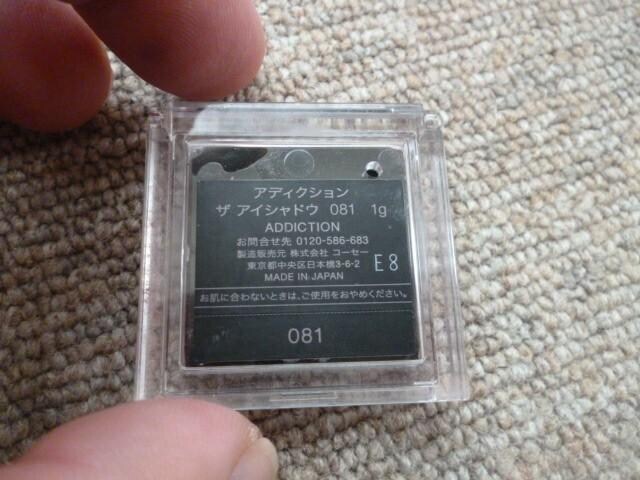 アディクション
ザ アイシャドウ 081 1g
ADDICTION
お問合せ先 0120-586-683
製造販売元 株式会社 コーセー
東京都中央区日本橋3-6-2
MADE IN JAPAN
E8
お肌に合わないときは、ご使用をおやめください。
081